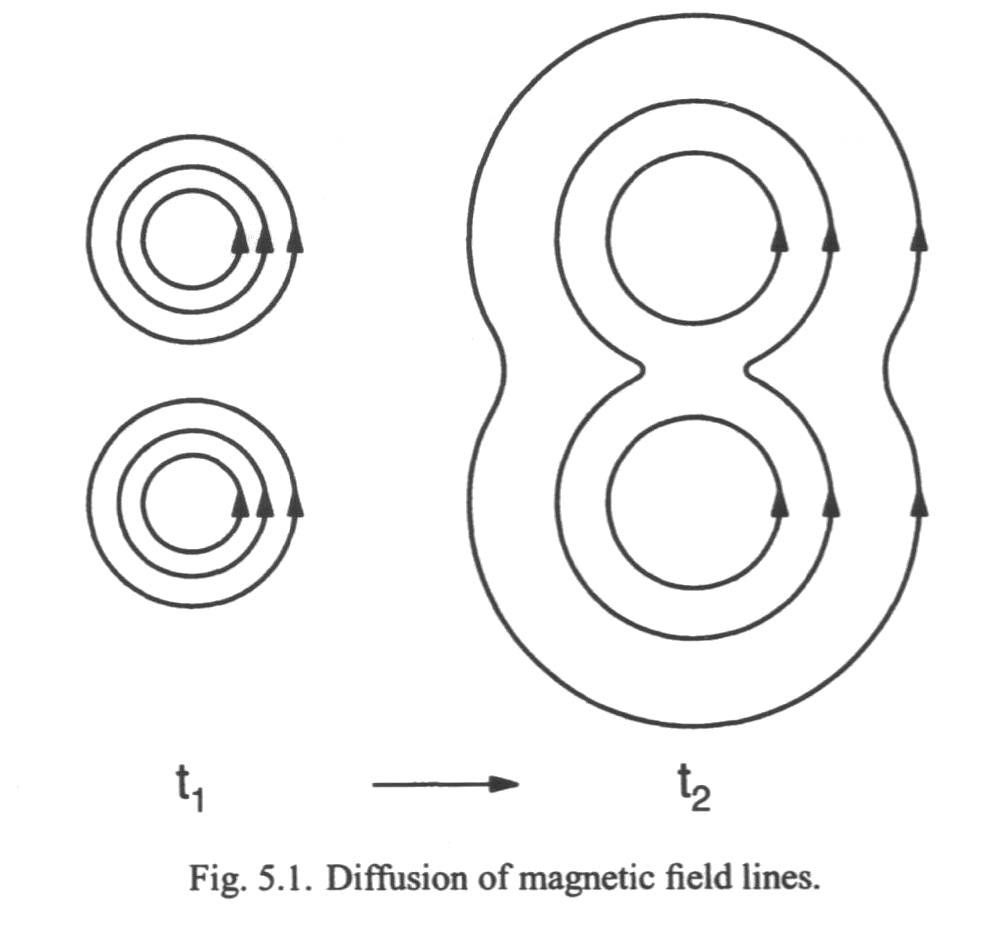 t₁ t₂
Fig. 5.1. Diffusion of magnetic field lines.